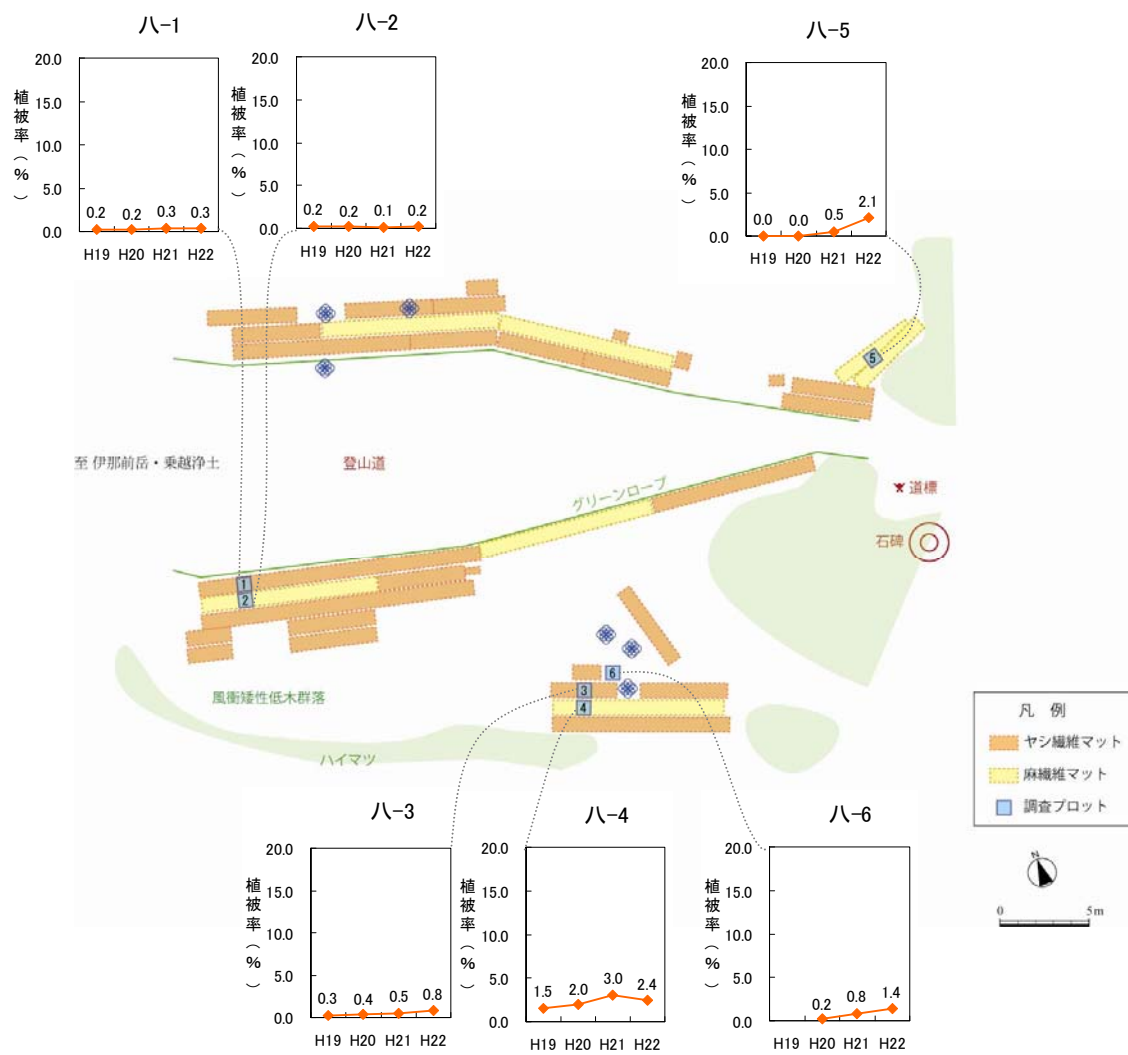 八-1
植被率(%)
20.0
15.0
10.0
5.0
0.0
0.2 0.2 0.3 0.3
H19 H20 H21 H22
八-2
植被率(%)
20.0
15.0
10.0
5.0
0.0
0.2 0.2 0.1 0.2
H19 H20 H21 H22
八-5
植被率(%)
20.0
15.0
10.0
5.0
0.0
0.0 0.0 0.5 2.1
H19 H20 H21 H22
5
至 伊那前岳・乗越浄土
登山道
グリーンロープ
道標
石碑
1
2
6
3
4
風衝矮性低木群落
ハイマツ
凡 例
ヤシ繊維マット
麻繊維マット
調査プロット
N
0 5m
八-3
植被率(%)
20.0
15.0
10.0
5.0
0.0
0.3 0.4 0.5 0.8
H19 H20 H21 H22
八-4
植被率(%)
20.0
15.0
10.0
5.0
0.0
1.5 2.0 3.0 2.4
H19 H20 H21 H22
八-6
植被率(%)
20.0
15.0
10.0
5.0
0.0
0.2 0.8 1.4
H19 H20 H21 H22